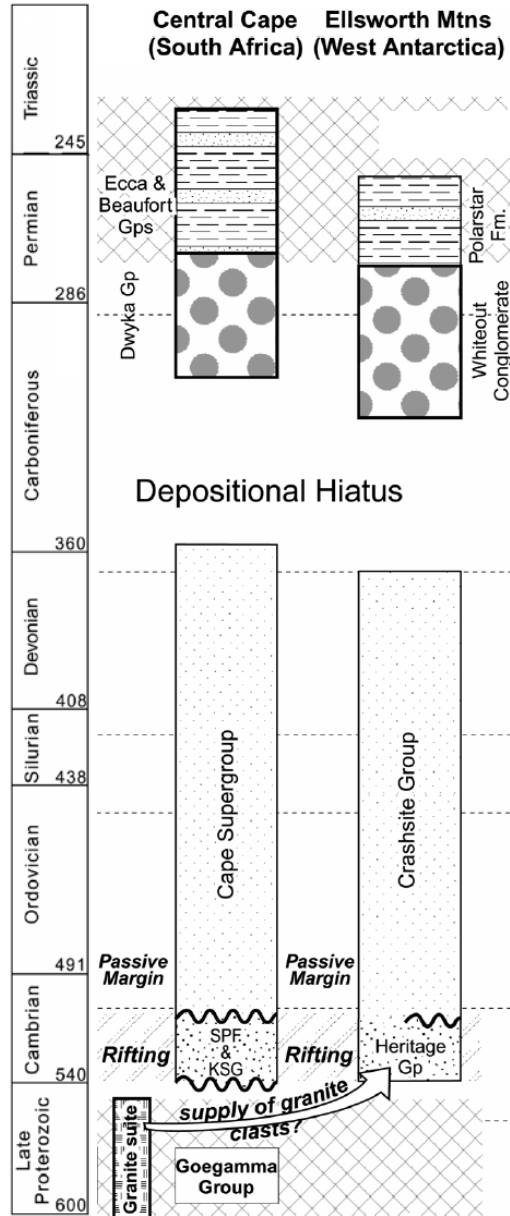 Central Cape
(South Africa)
Ellsworth Mtns
(West Antarctica)
Triassic
245
Permian
286
Carboniferous
360
Devonian
408
Silurian
438
Ordovician
491
Cambrian
540
Late
Proterozoic
600
Ecca &
Beaufort
Gps
Dwyka Gp
Polarstar
Fm.
Whiteout
Conglomerate
Depositional Hiatus
Cape Supergroup
Crashsite Group
Passive
Margin
Passive
Margin
Rifting
SPF
&
KSG
Rifting
Heritage
Gp
supply of granite
clasts?
Granite suite
Goegamma
Group